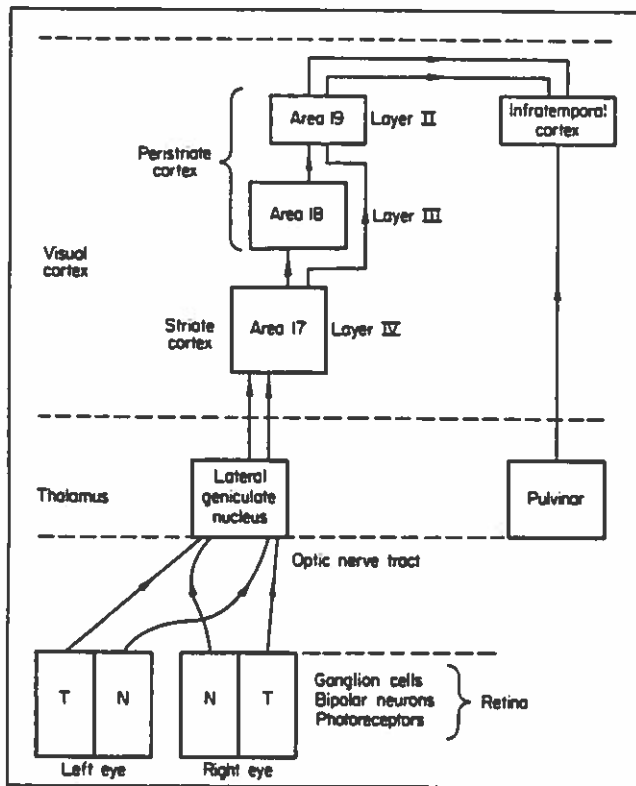 Area 19
Layer II
Infratemporal
cortex
Peristriate
cortex
Area 18
Layer III
Visual
cortex
Striate
cortex
Area 17
Layer IV
Thalamus
Lateral
geniculate
nucleus
Pulvinar
Optic nerve tract
T
N
N
T
Ganglion cells
Bipolar neurons
Photoreceptors
Retina
Left eye
Right eye